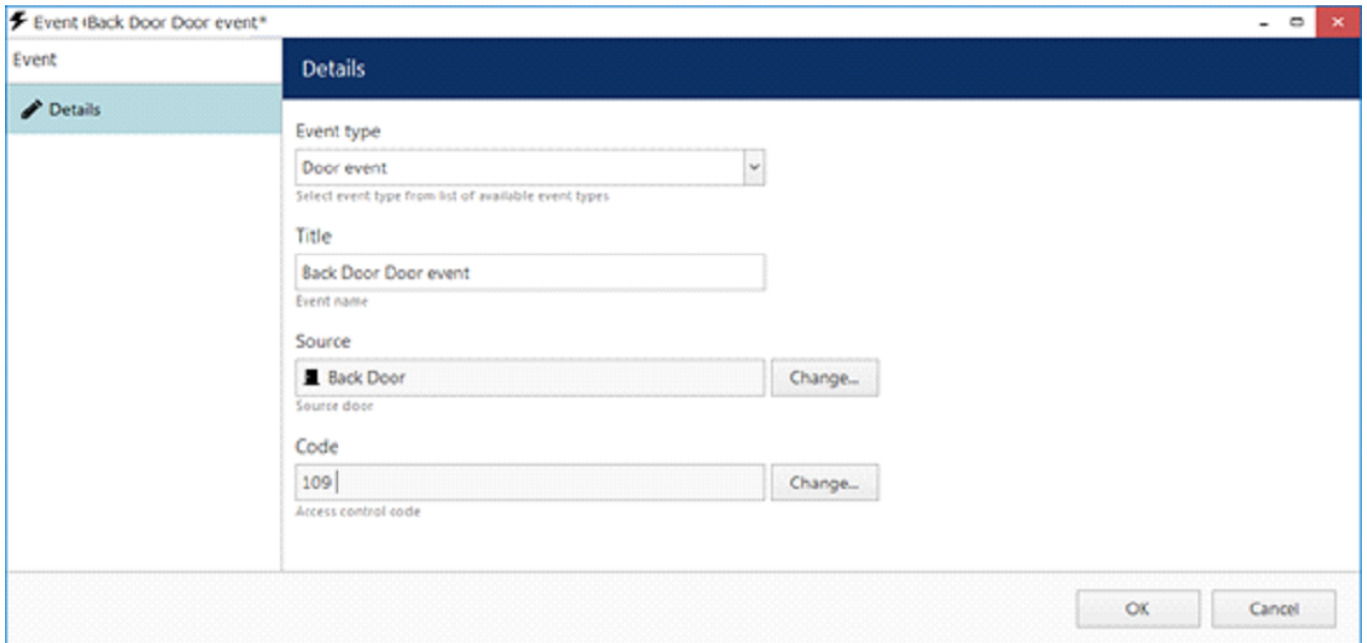 Event (Back Door Door event*
Event
Details
Details
Event type
Door event
Select event type from list of available event types
Title
Back Door Door event
Event name
Source
Back Door
Change...
Source door
Code
109
Change...
Access control code
OK
Cancel